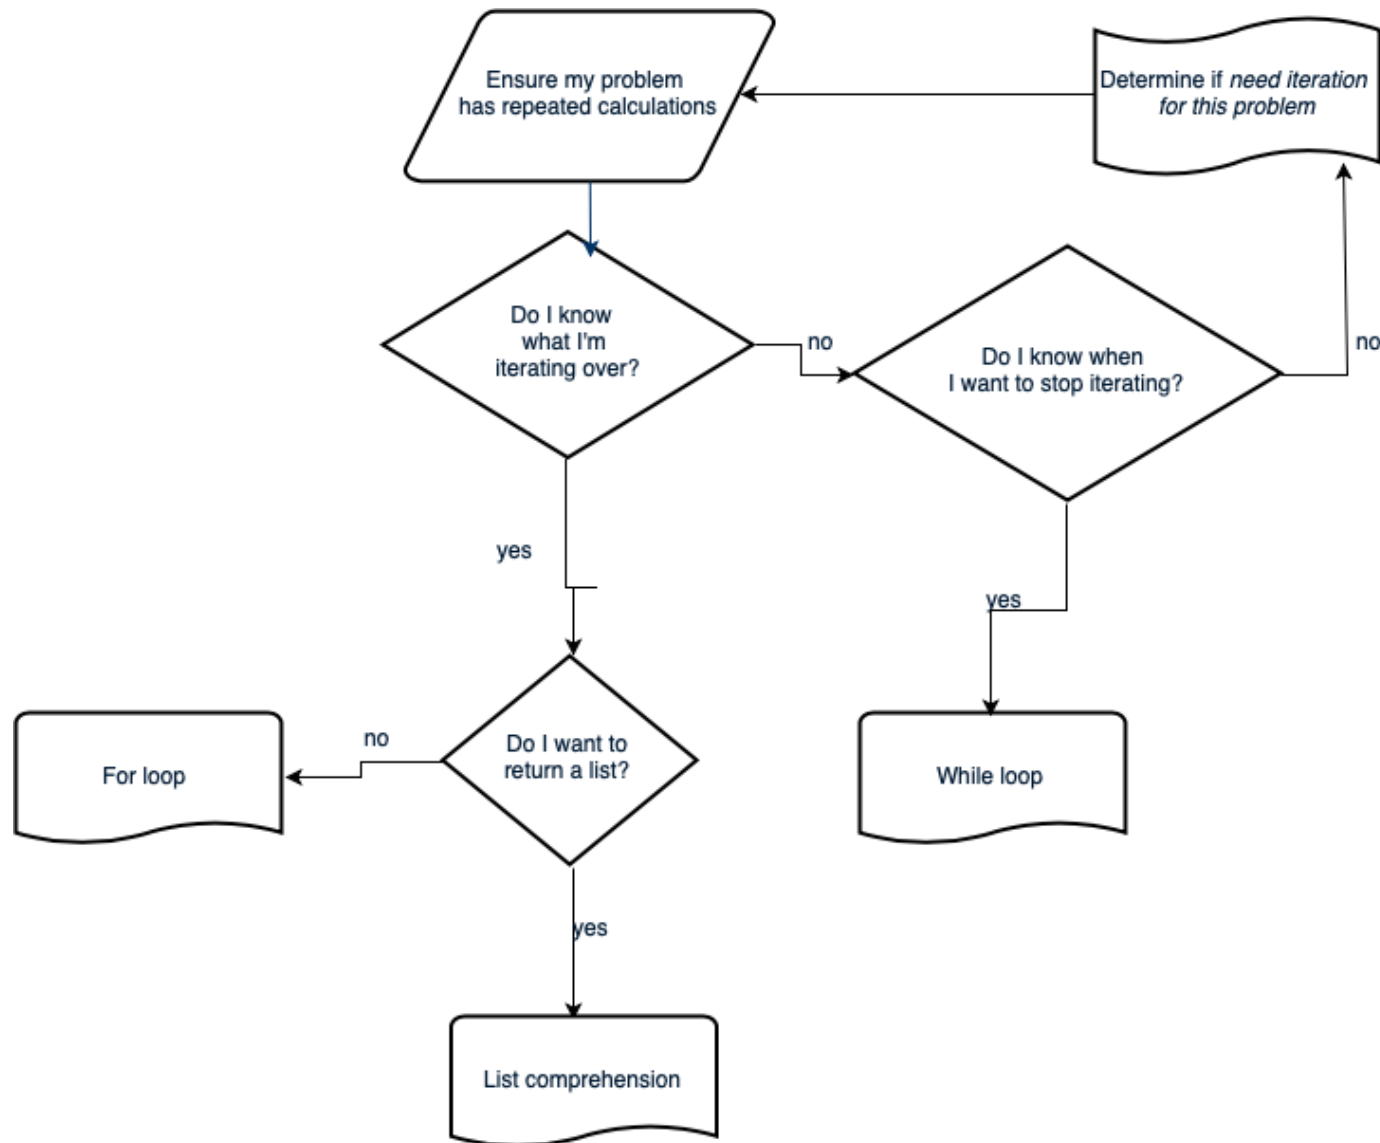 Ensure my problem
has repeated calculations
Determine if need iteration
for this problem
Do I know
what I'm
iterating over?
no
Do I know when
I want to stop iterating?
no
yes
yes
Do I want to
return a list?
no
For loop
While loop
yes
List comprehension